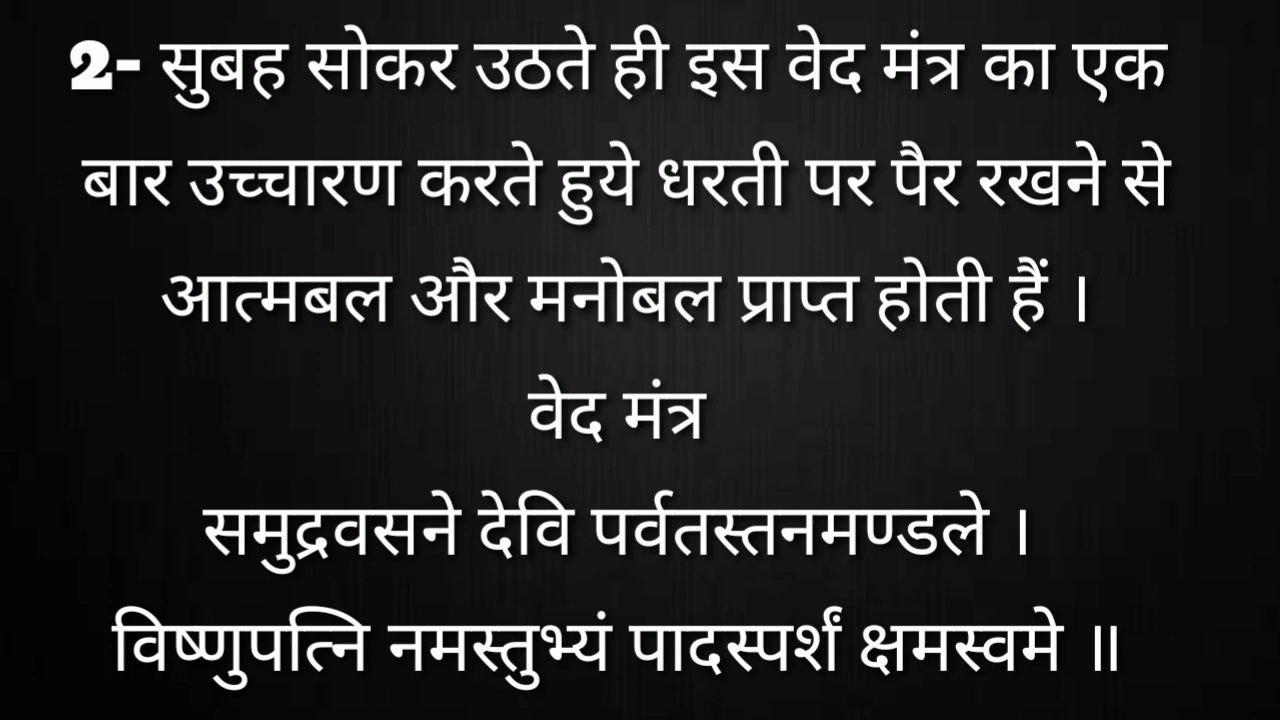 2- सुबह सोकर उठते ही इस वेद मंत्र का एक
बार उच्चारण करते हुये धरती पर पैर रखने से
आत्मबल और मनोबल प्राप्त होती हैं ।
वेद मंत्र
समुद्रवसने देवि पर्वतस्तनमण्डले ।
विष्णुपत्नि नमस्तुभ्यं पादस्पर्शं क्षमस्वमे ॥